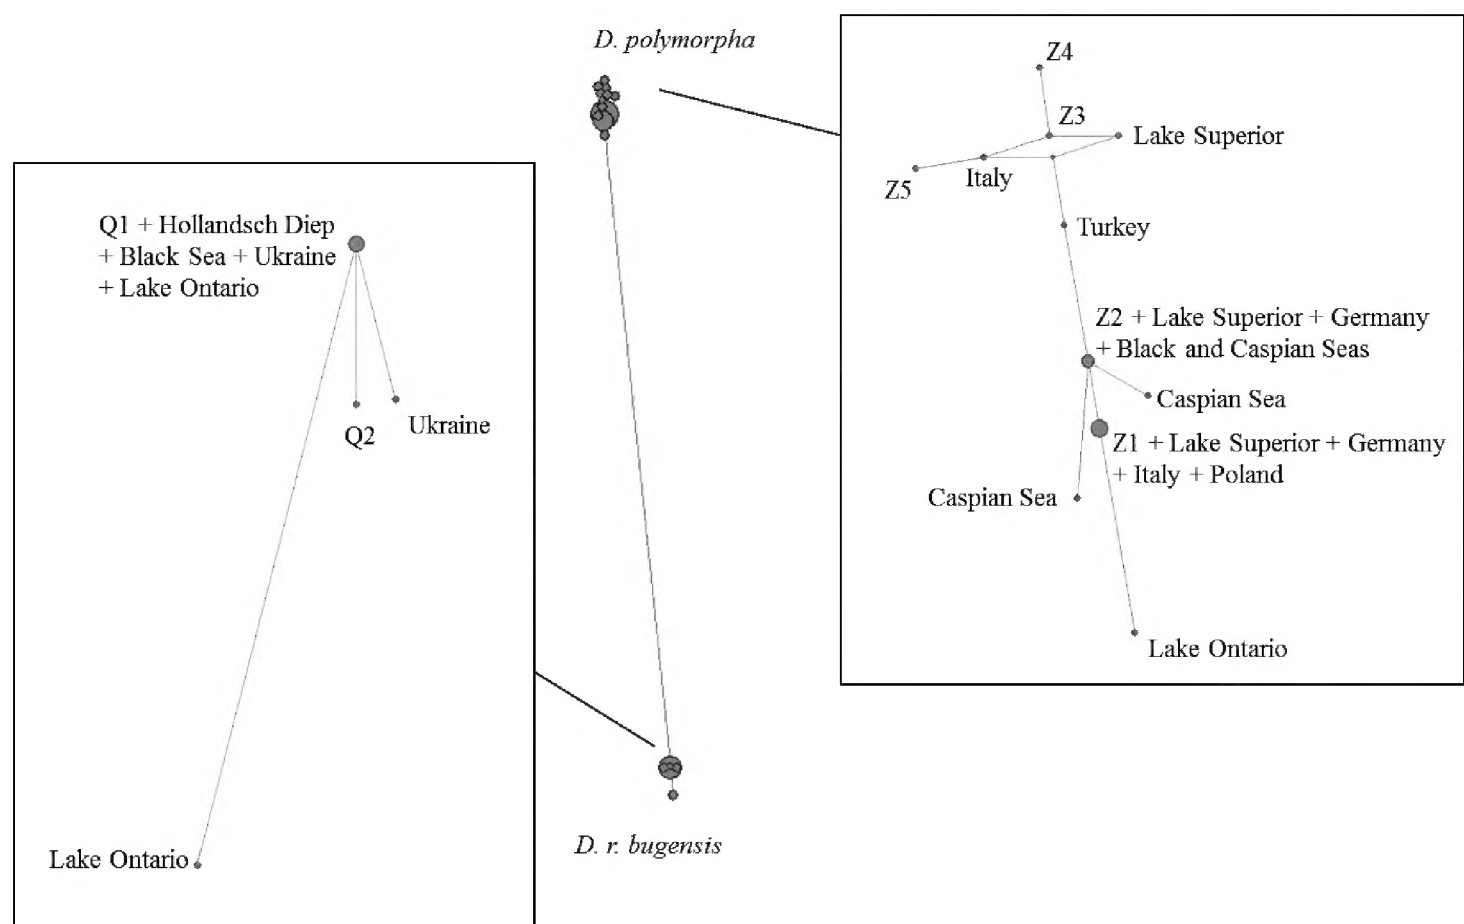 D. polymorpha
Z4
Z3
Lake Superior
Z5
Italy
Turkey
Z2 + Lake Superior + Germany
+ Black and Caspian Seas
Caspian Sea
Z1 + Lake Superior + Germany
+ Italy + Poland
Caspian Sea
Lake Ontario
Q1 + Hollandsch Diep
+ Black Sea + Ukraine
+ Lake Ontario
Q2
Ukraine
Lake Ontario
D. r. bugensis